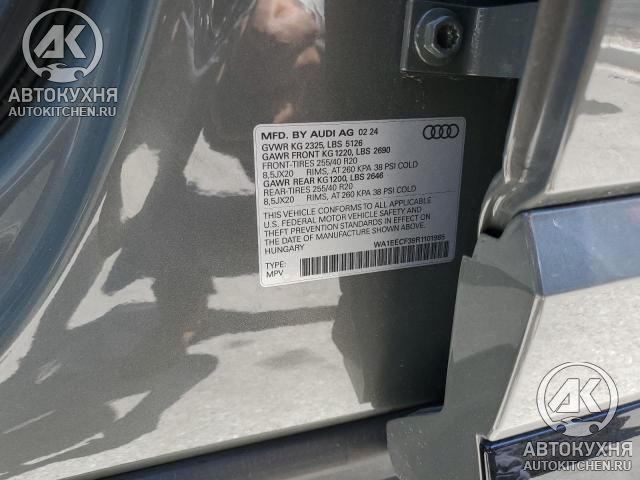 AK
АВТОКУХНЯ
AUTOKITCHEN.RU
MFD. BY AUDI AG 02 24
GVWR KG 2325, LBS 5126
GAWR FRONT KG1220, LBS 2690
FRONT-TIRES 255/40 R20
8,5JX20 RIMS, AT 260 KPA 38 PSI COLD
GAWR REAR KG1200, LBS 2646
REAR-TIRES 255/40 R20
8,5JX20 RIMS, AT 260 KPA 38 PSI COLD
THIS VEHICLE CONFORMS TO ALL APPLICABLE
U.S. FEDERAL MOTOR VEHICLE SAFETY AND
THEFT PREVENTION STANDARDS IN EFFECT ON
THE DATE OF MANUFACTURE SHOWN ABOVE.
HUNGARY
WA1EECF38R1101985
TYPE:
MPV
AK
АВТОКУХНЯ
AUTOKITCHEN.RU